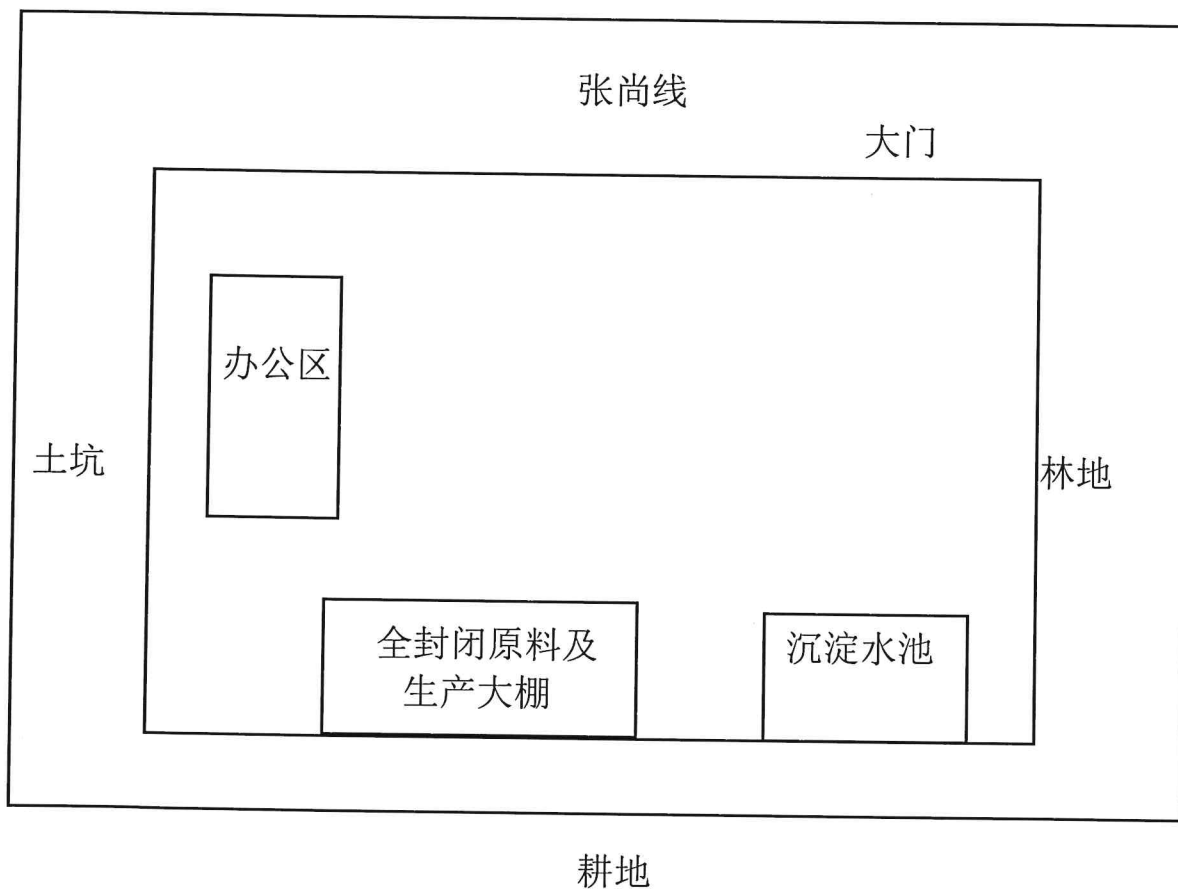 张尚线
大门
办公区
土坑
林地
全封闭原料及
生产大棚
沉淀水池
耕地